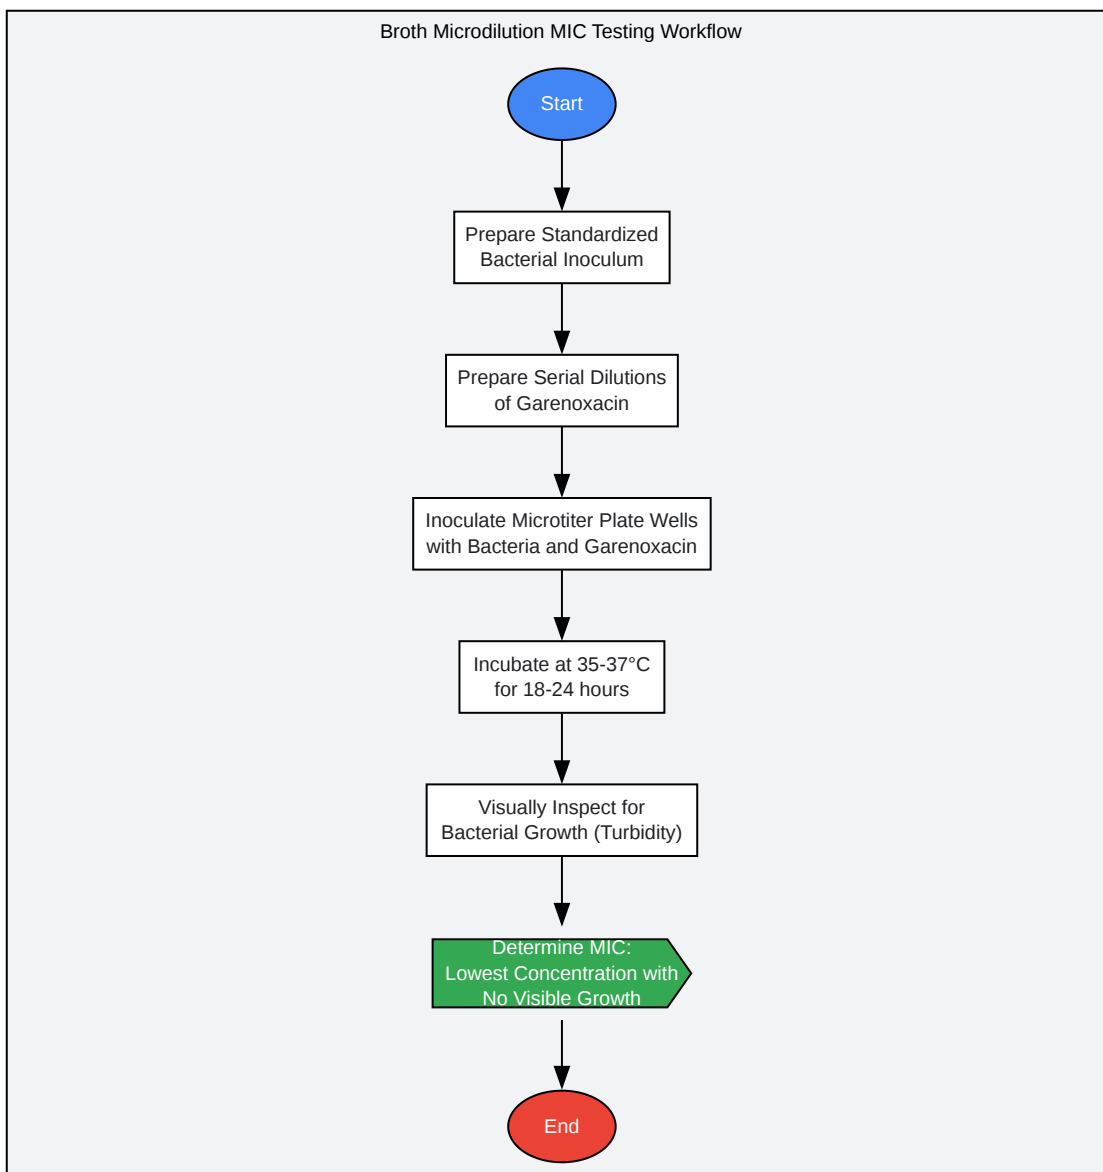 Broth Microdilution MIC Testing Workflow
Start
Prepare Standardized
Bacterial Inoculum
Prepare Serial Dilutions
of Garenoxacin
Inoculate Microtiter Plate Wells
with Bacteria and Garenoxacin
Incubate at 35-37°C
for 18-24 hours
Visually Inspect for
Bacterial Growth (Turbidity)
Determine MIC:
Lowest Concentration with
No Visible Growth
End